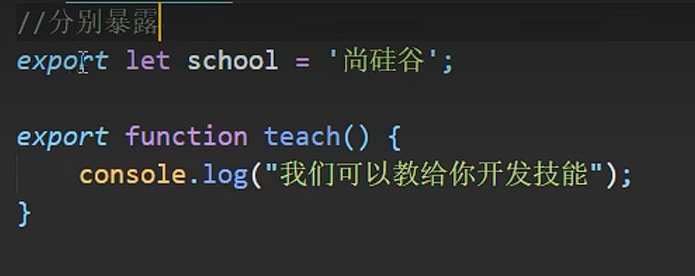 //分别暴露
export let school = '尚硅谷';
export function teach() {
console.log("我们可以教给你开发技能");
}